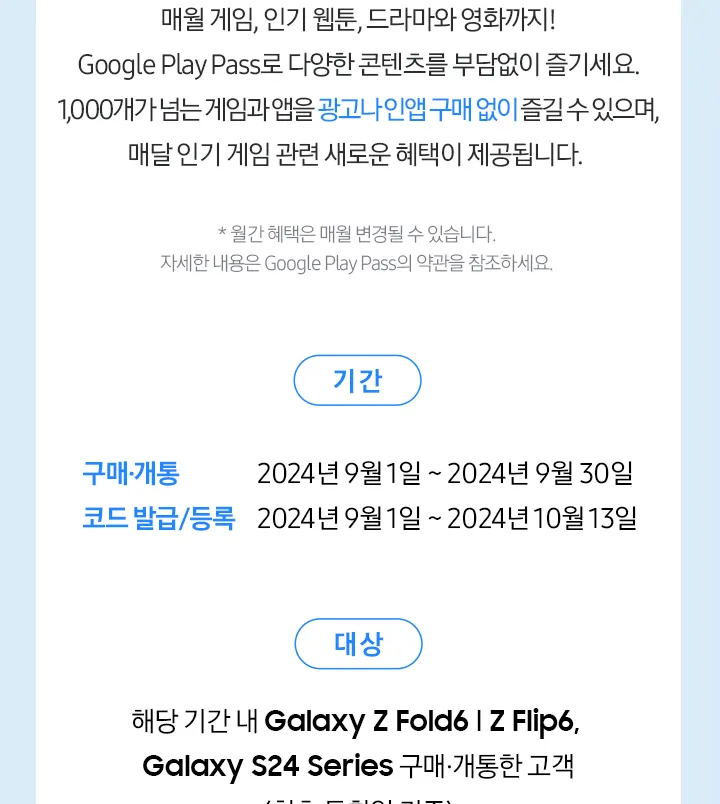 매월 게임, 인기 웹툰, 드라마와 영화까지!
Google Play Pass로 다양한 콘텐츠를 부담없이 즐기세요.
1,000개가 넘는 게임과 앱을 광고나 인앱 구매 없이 즐길 수 있으며,
매달 인기 게임 관련 새로운 혜택이 제공됩니다.
* 월간 혜택은 매월 변경될 수 있습니다.
자세한 내용은 Google Play Pass의 약관을 참조하세요.
기간
구매·개통 2024년 9월 1일 ~ 2024년 9월 30일
코드 발급/등록 2024년 9월 1일 ~ 2024년 10월 13일
대상
해당 기간 내 Galaxy Z Fold6 | Z Flip6,
Galaxy S24 Series 구매·개통한 고객